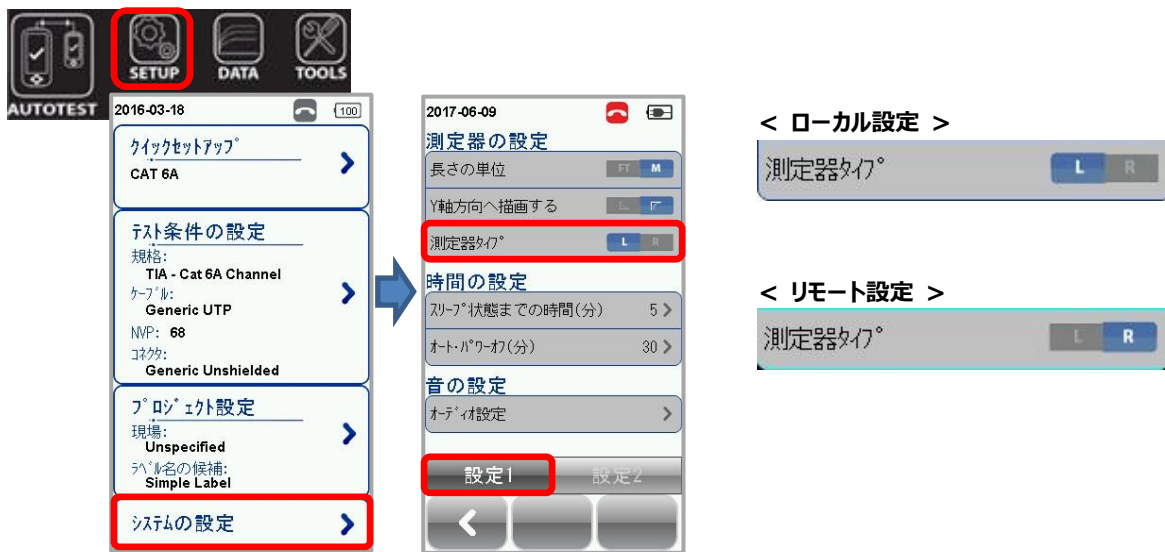 AUTOTEST
SETUP
DATA
TOOLS
2016-03-18
100
クイックセットアップ
CAT 6A
テスト条件の設定
規格:
TIA - Cat 6A Channel
ケーブル:
Generic UTP
NVP: 68
コネクタ:
Generic Unshielded
プロジェクト設定
現場:
Unspecified
ラベル名の候補:
Simple Label
システムの設定
2017-06-09
測定器の設定
長さの単位 FT M
Y軸方向へ描画する
測定器タイプ L R
時間の設定
スリープ状態までの時間(分) 5
オート・パワーオフ(分) 30
音の設定
オーディオ設定
設定1 設定2
< ローカル設定 >
測定器タイプ L R
< リモート設定 >
測定器タイプ L R